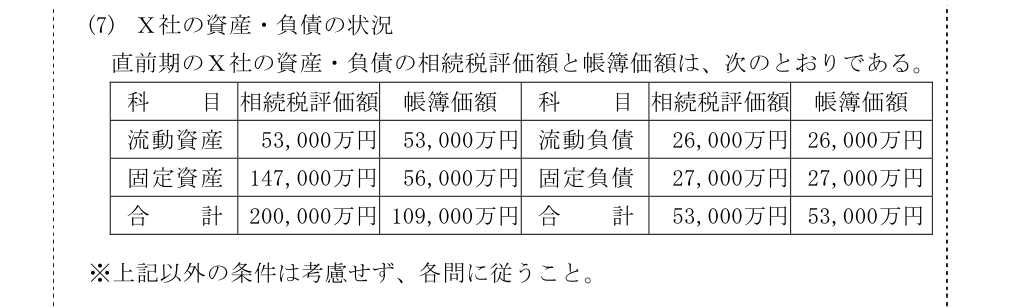 (7) X社の資産・負債の状況
直前期のX社の資産・負債の相続税評価額と帳簿価額は、次のとおりである。
科　目 相続税評価額 帳簿価額 科　目 相続税評価額 帳簿価額
流動資産 53,000万円 53,000万円 流動負債 26,000万円 26,000万円
固定資産 147,000万円 56,000万円 固定負債 27,000万円 27,000万円
合　計 200,000万円 109,000万円 合　計 53,000万円 53,000万円
※上記以外の条件は考慮せず、各問に従うこと。